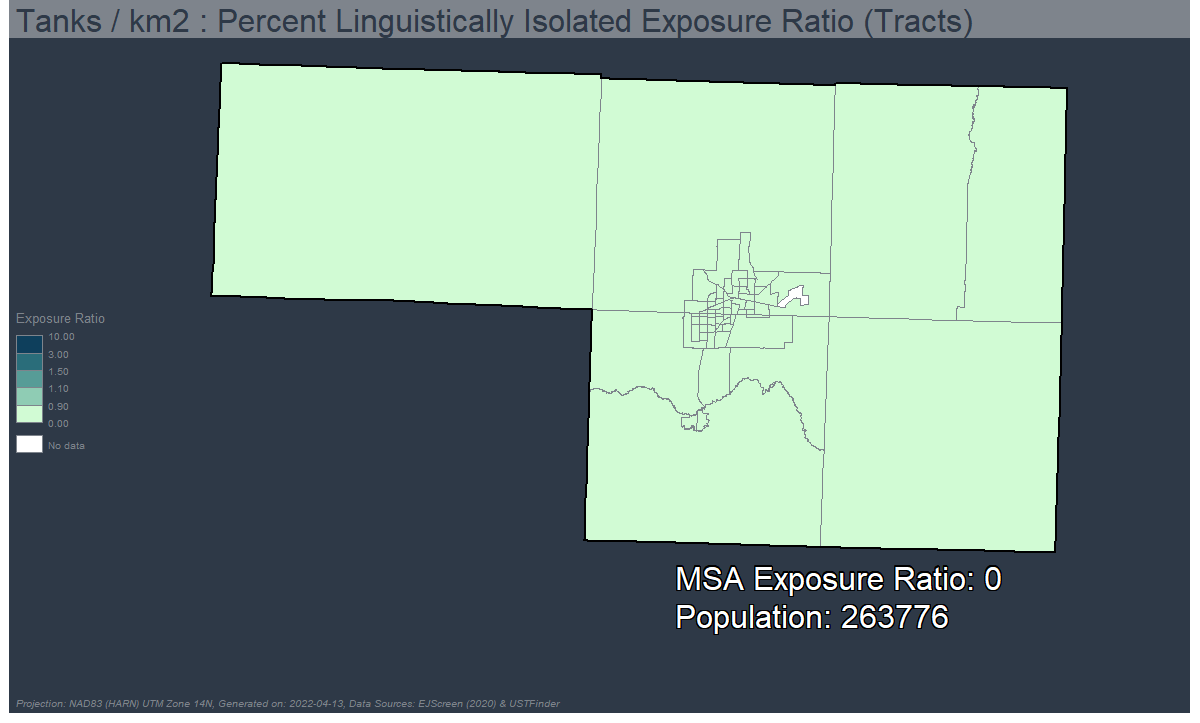 Tanks / km2 : Percent Linguistically Isolated Exposure Ratio (Tracts)
Exposure Ratio
10.00
3.00
1.50
1.10
0.90
0.00
No data
MSA Exposure Ratio: 0
Population: 263776
Projection: NAD83 (HARN) UTM Zone 14N, Generated on: 2022-04-13, Data Sources: EJScreen (2020) & USTFinder